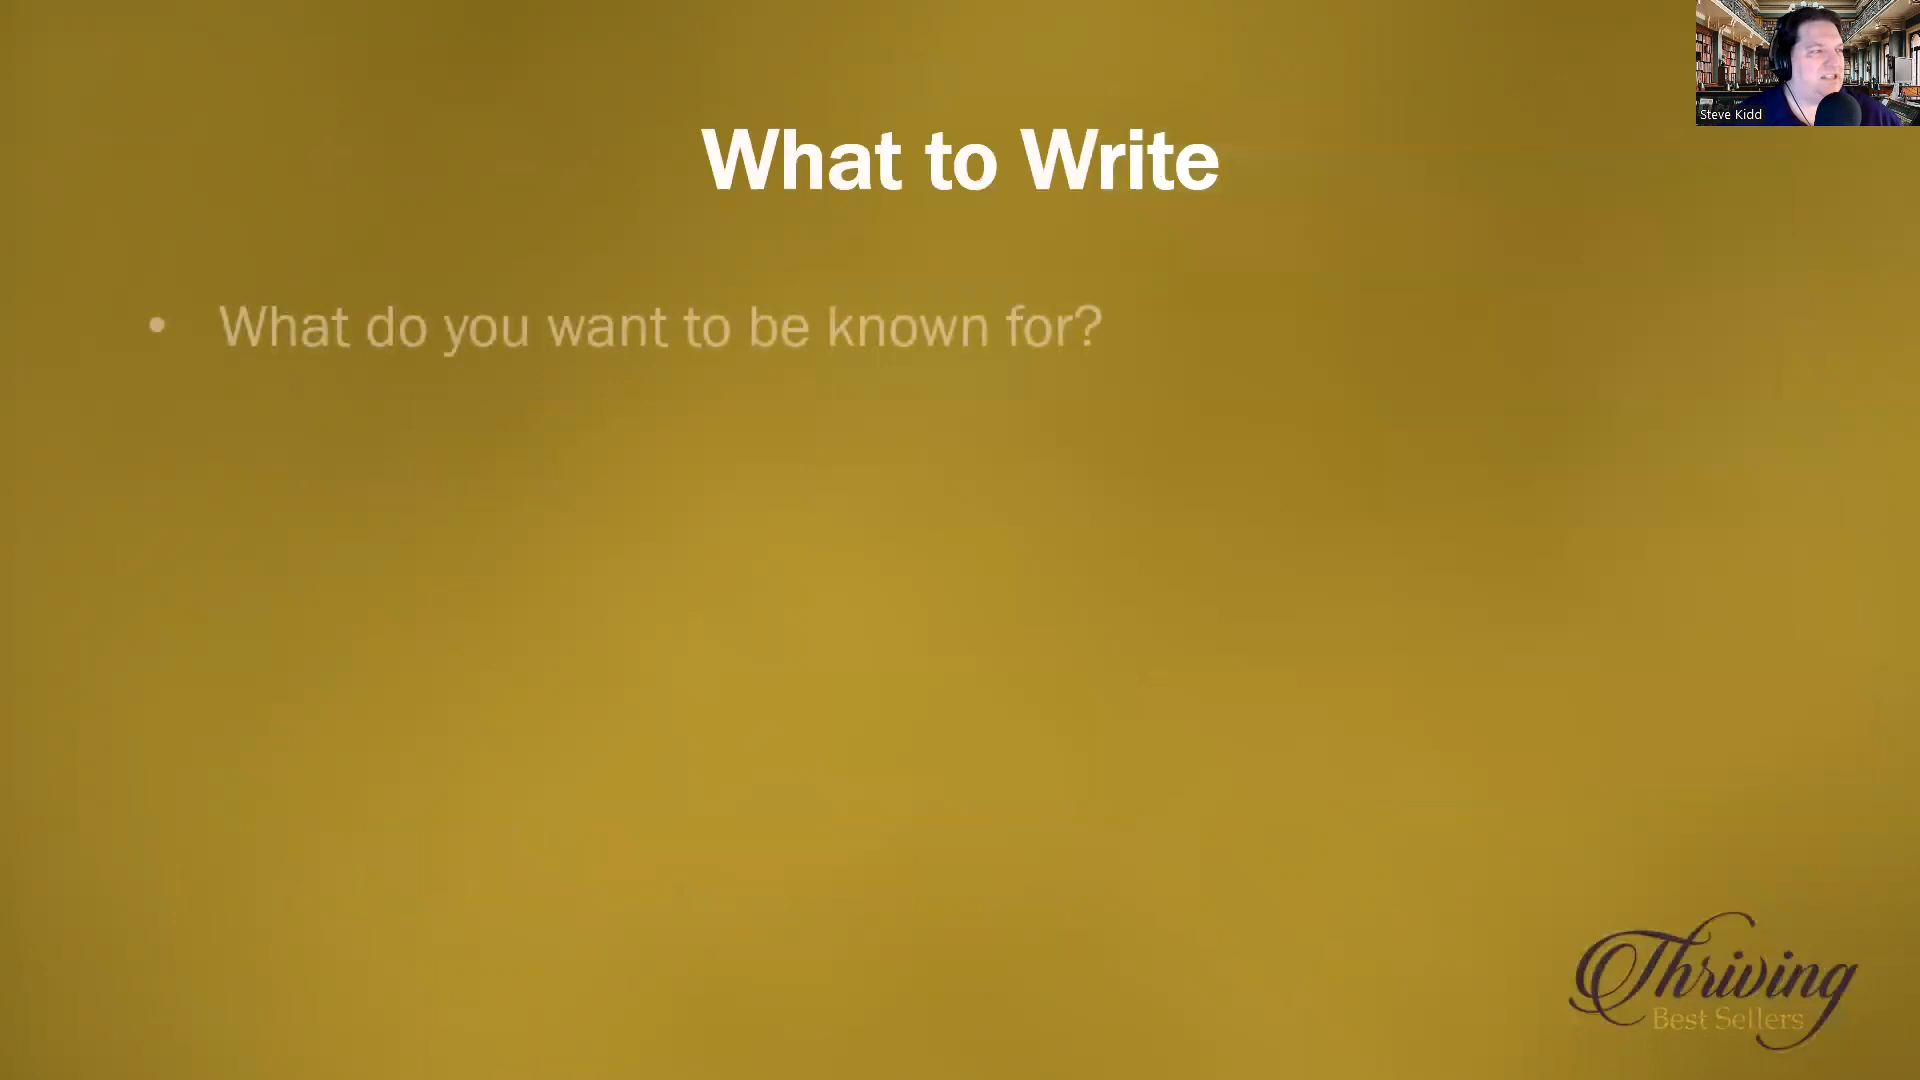 Steve Kidd
What to Write
• What do you want to be known for?
Thriving
Best Sellers